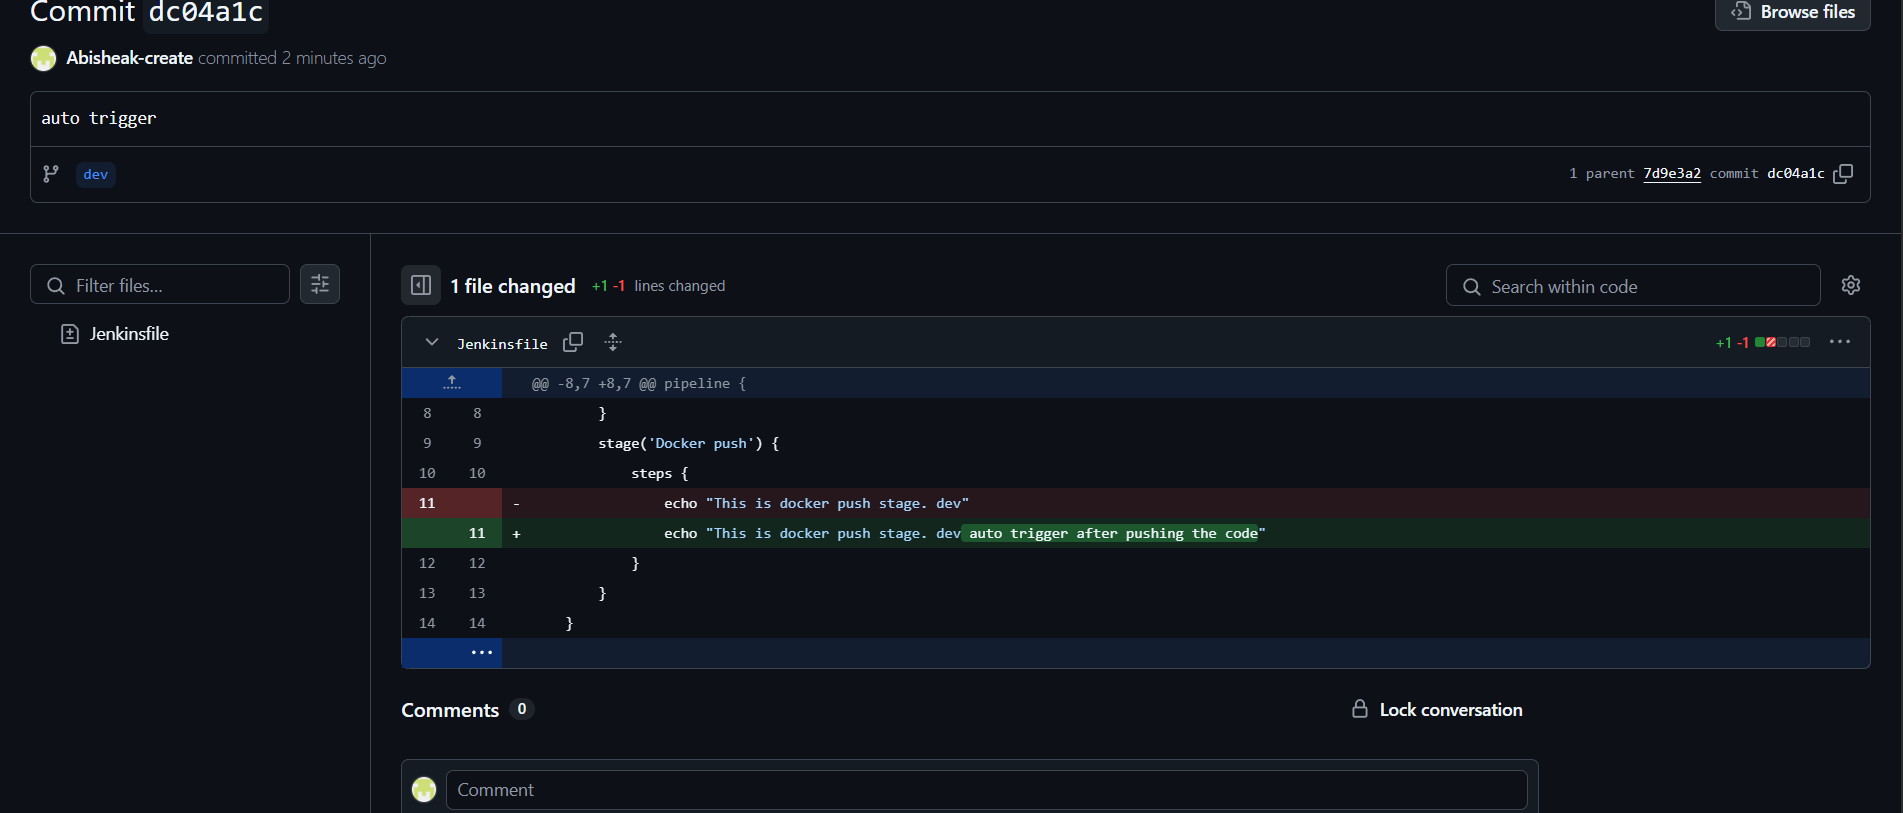 Commit dc04a1c
Browse files
Abisheak-create committed 2 minutes ago
auto trigger
dev
1 parent 7d9e3a2 commit dc04a1c
Filter files...
Jenkinsfile
1 file changed +1 -1 lines changed
Search within code
Jenkinsfile
+1 -1
@@ -8,7 +8,7 @@ pipeline {
8 8 }
9 9 stage('Docker push') {
10 10 steps {
11 - echo "This is docker push stage. dev"
11 + echo "This is docker push stage. dev auto trigger after pushing the code"
12 12 }
13 13 }
14 14 }
Comments 0
Lock conversation
Comment